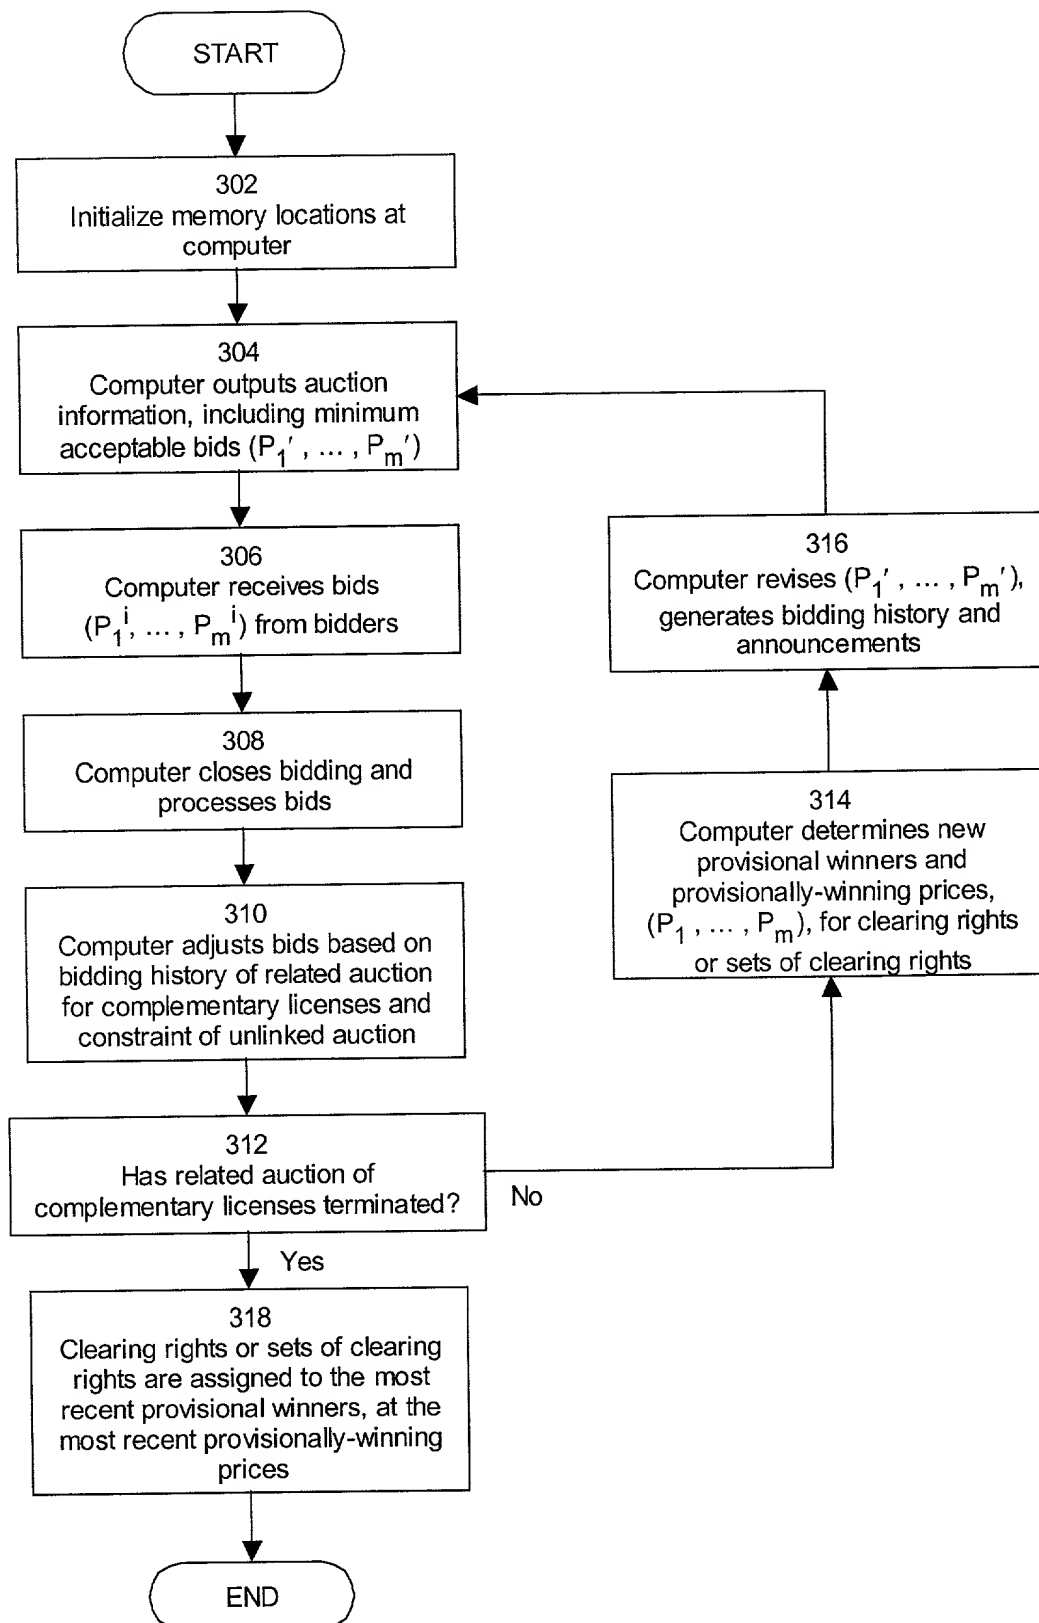 START
302
Initialize memory locations at
computer
304
Computer outputs auction
information, including minimum
acceptable bids (P₁′ , ... , Pₘ′)
306
Computer receives bids
(P₁ⁱ, ... , Pₘⁱ) from bidders
308
Computer closes bidding and
processes bids
310
Computer adjusts bids based on
bidding history of related auction
for complementary licenses and
constraint of unlinked auction
312
Has related auction of
complementary licenses terminated?
No
Yes
314
Computer determines new
provisional winners and
provisionally-winning prices,
(P₁ , ... , Pₘ), for clearing rights
or sets of clearing rights
316
Computer revises (P₁′ , ... , Pₘ′),
generates bidding history and
announcements
318
Clearing rights or sets of clearing
rights are assigned to the most
recent provisional winners, at the
most recent provisionally-winning
prices
END